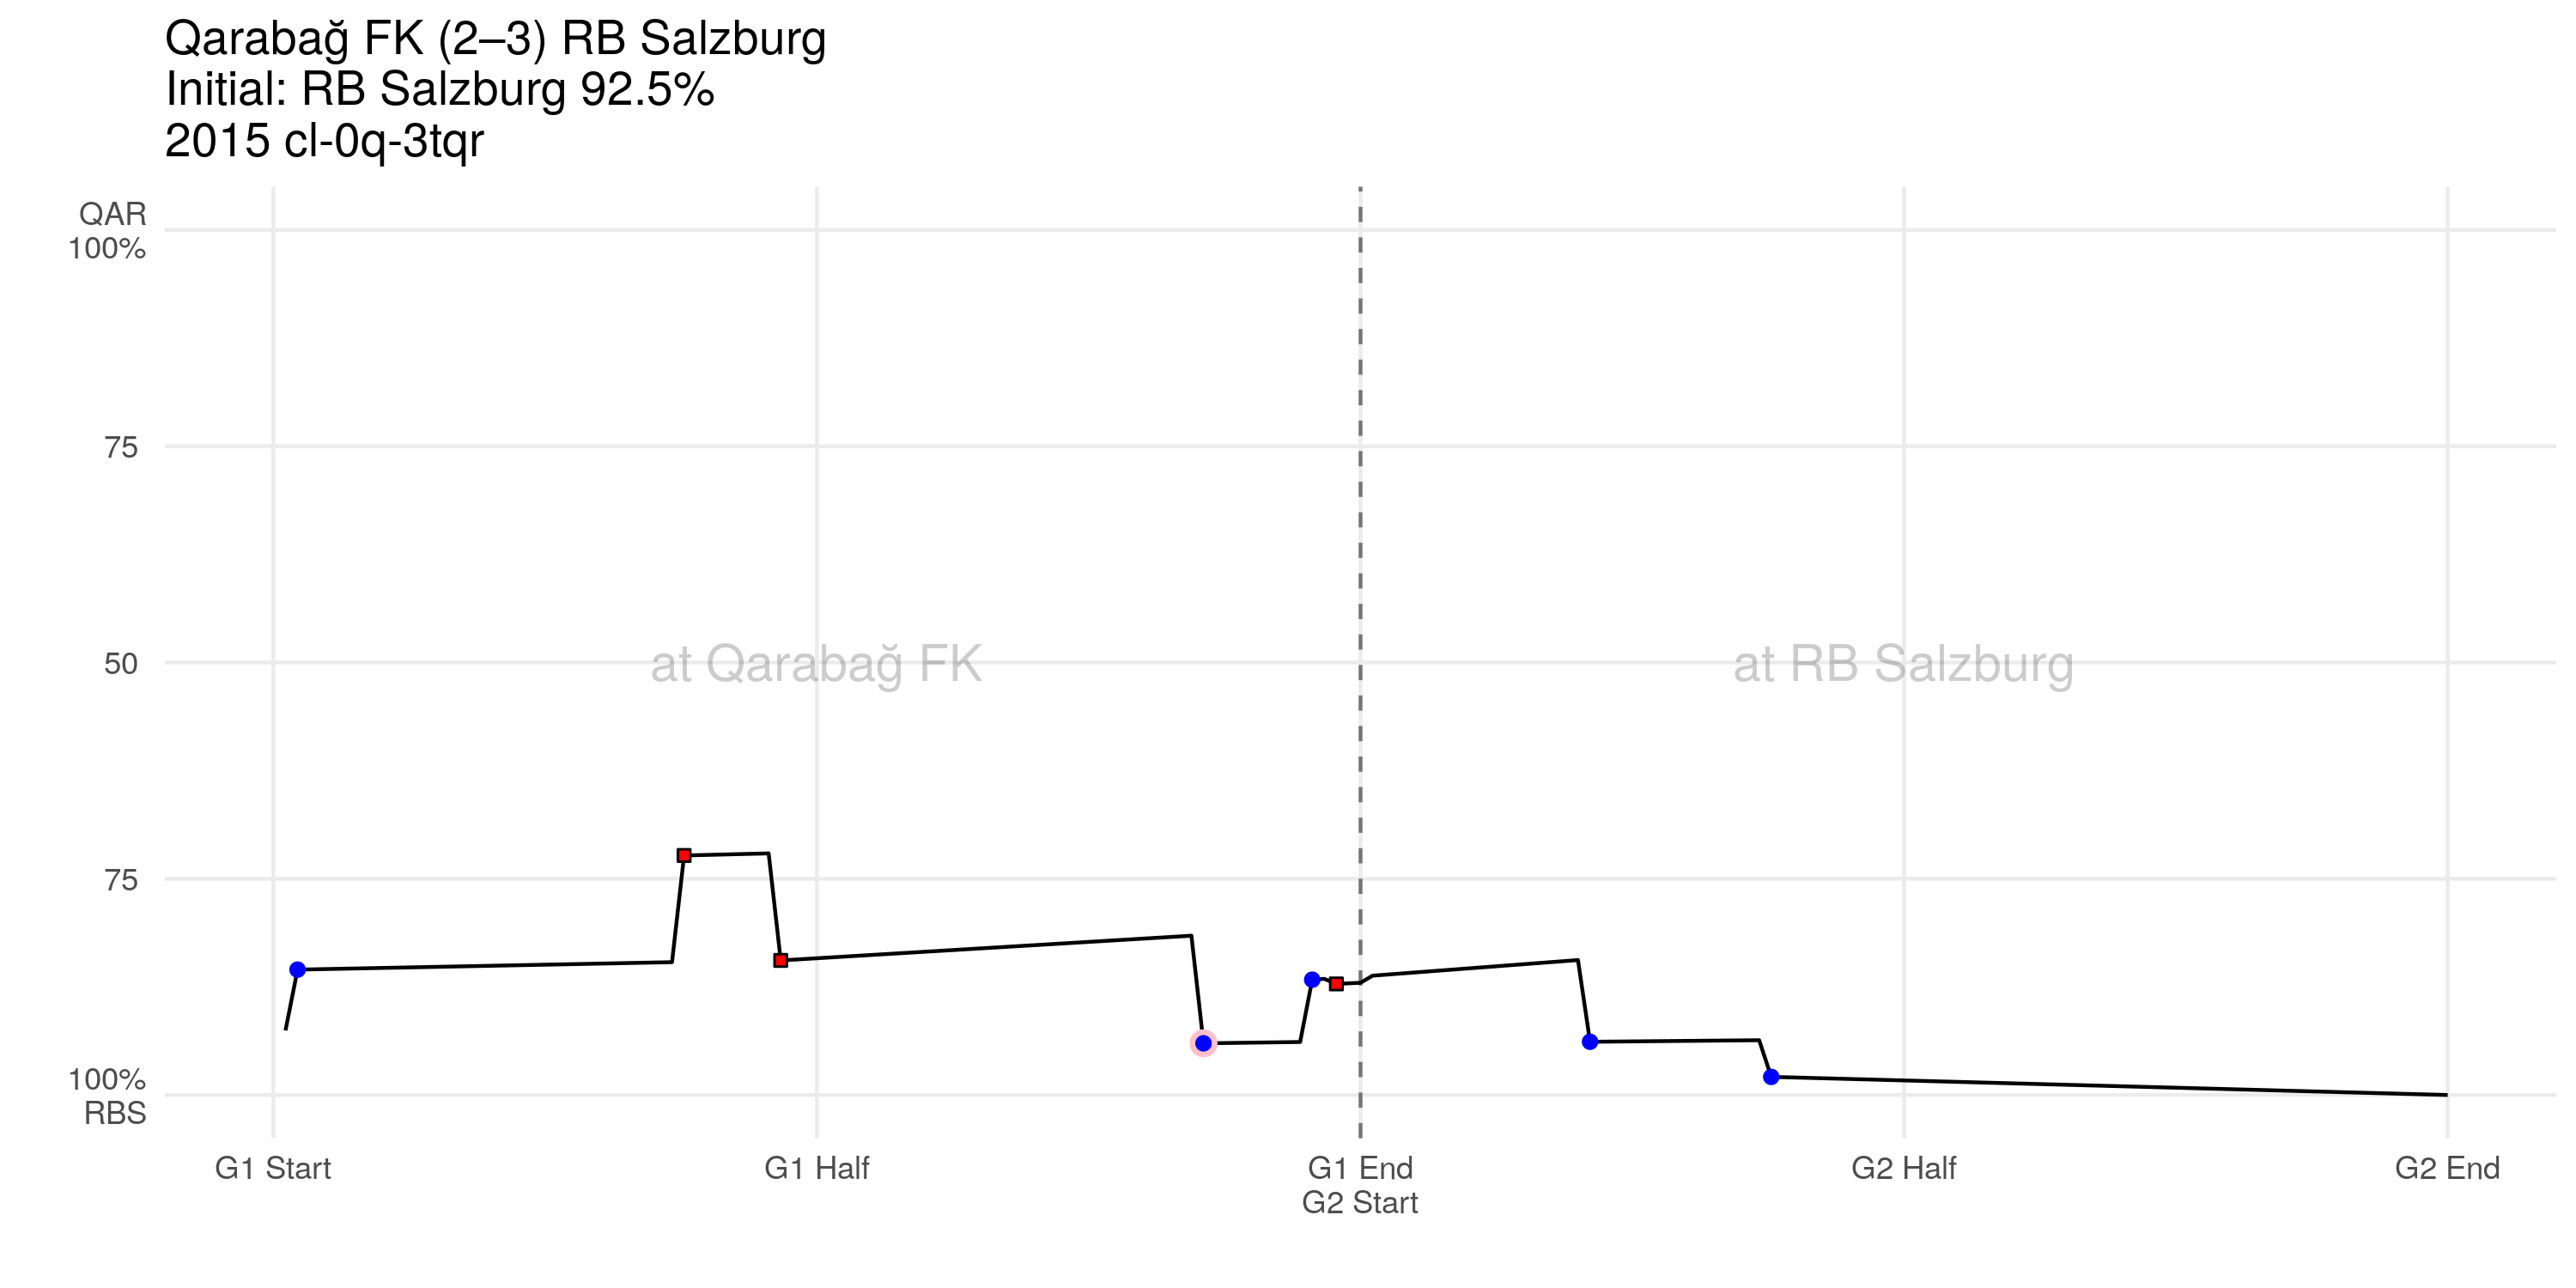 Qarabağ FK (2–3) RB Salzburg
Initial: RB Salzburg 92.5%
2015 cl-0q-3tqr
QAR
100%
75
50
75
100%
RBS
at Qarabağ FK
at RB Salzburg
G1 Start
G1 Half
G1 End
G2 Start
G2 Half
G2 End